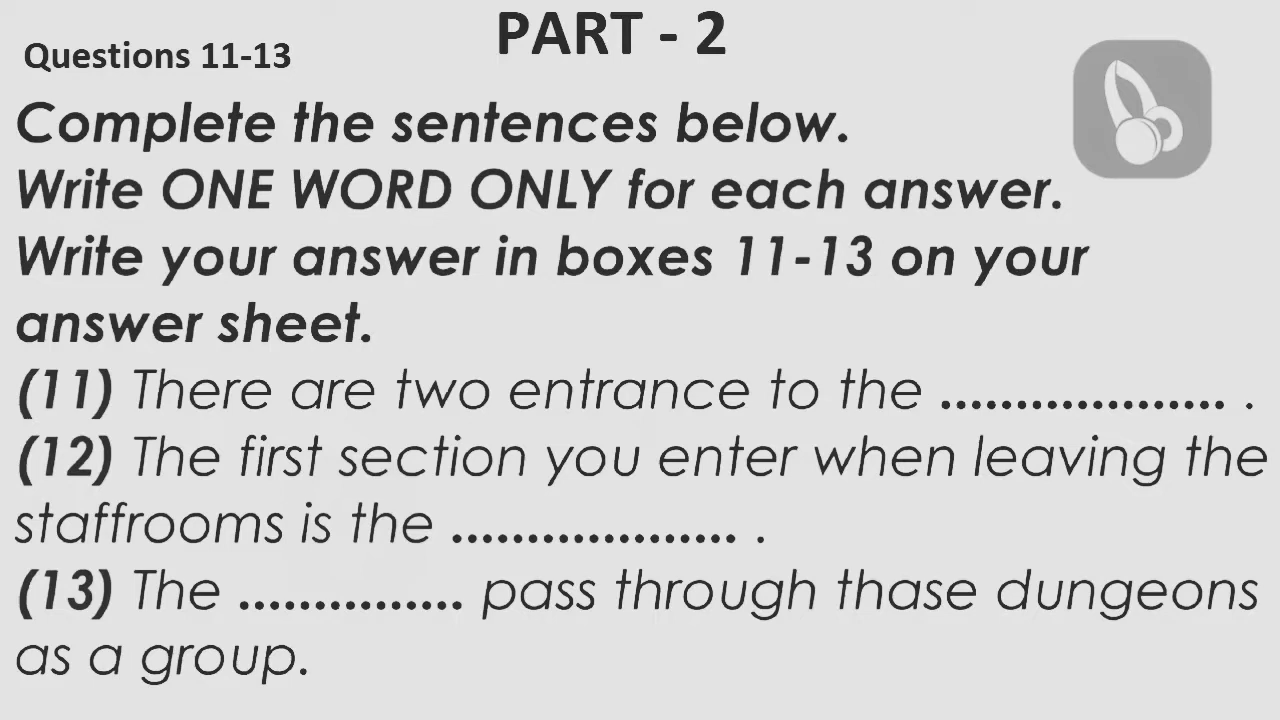 PART - 2
Questions 11-13
Complete the sentences below.
Write ONE WORD ONLY for each answer.
Write your answer in boxes 11-13 on your
answer sheet.
(11) There are two entrance to the ................... .
(12) The first section you enter when leaving the
staffrooms is the ................... .
(13) The ............... pass through thase dungeons
as a group.